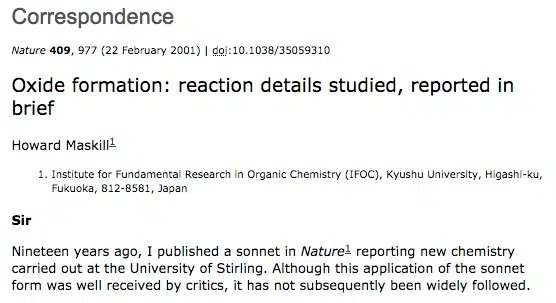 Correspondence
Nature 409, 977 (22 February 2001) | doi:10.1038/35059310
Oxide formation: reaction details studied, reported in
brief
Howard Maskill1
1. Institute for Fundamental Research in Organic Chemistry (IFOC), Kyushu University, Higashi-ku,
Fukuoka, 812-8581, Japan
Sir
Nineteen years ago, I published a sonnet in Nature1 reporting new chemistry
carried out at the University of Stirling. Although this application of the sonnet
form was well received by critics, it has not subsequently been widely followed.